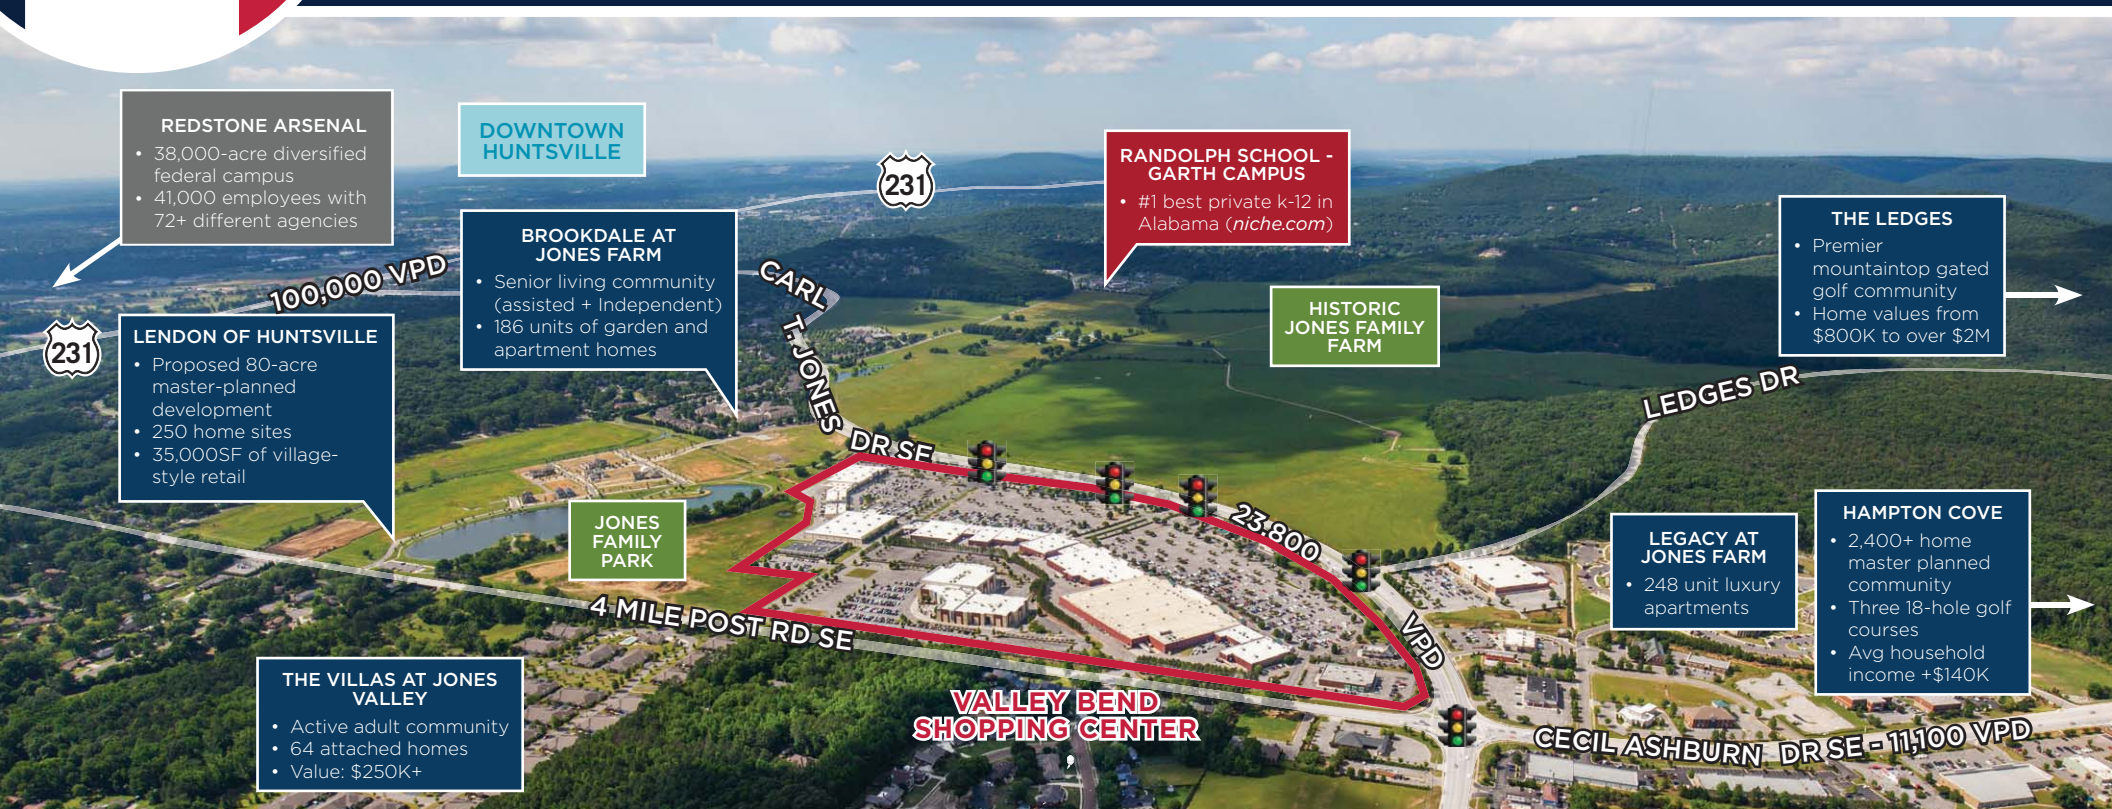 REDSTONE ARSENAL
• 38,000-acre diversified
federal campus
• 41,000 employees with
72+ different agencies
DOWNTOWN
HUNTSVILLE
231
RANDOLPH SCHOOL -
GARTH CAMPUS
• #1 best private k-12 in
Alabama (niche.com)
THE LEDGES
• Premier
mountaintop gated
golf community
• Home values from
$800K to over $2M
BROOKDALE AT
JONES FARM
• Senior living community
(assisted + Independent)
• 186 units of garden and
apartment homes
100,000 VPD
231
CARL
T. JONES
DR SE
HISTORIC
JONES FAMILY
FARM
LENDON OF HUNTSVILLE
• Proposed 80-acre
master-planned
development
• 250 home sites
• 35,000SF of village-
style retail
LEDGES DR
JONES
FAMILY
PARK
23,800
VPD
LEGACY AT
JONES FARM
• 248 unit luxury
apartments
HAMPTON COVE
• 2,400+ home
master planned
community
• Three 18-hole golf
courses
• Avg household
income +$140K
4 MILE POST RD SE
THE VILLAS AT JONES
VALLEY
• Active adult community
• 64 attached homes
• Value: $250K+
VALLEY BEND
SHOPPING CENTER
CECIL ASHBURN DR SE - 11,100 VPD